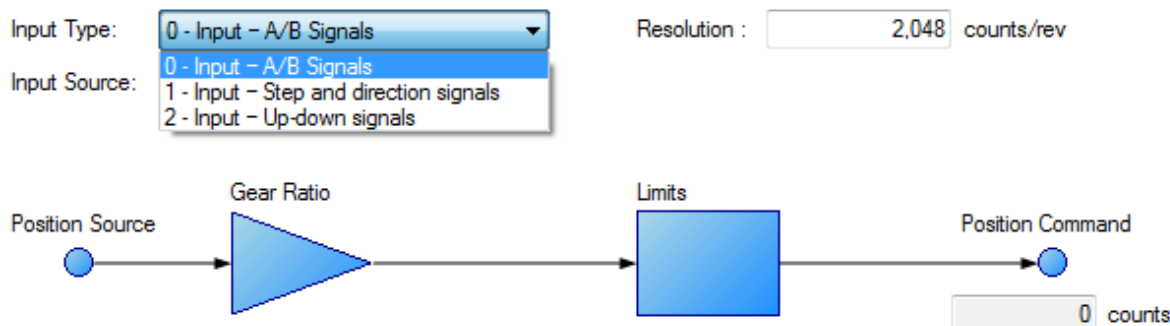 Input Type: 0 - Input – A/B Signals Resolution : 2,048 counts/rev
0 - Input – A/B Signals
Input Source: 1 - Input – Step and direction signals
2 - Input – Up-down signals
Gear Ratio Limits
Position Source Position Command
0 counts